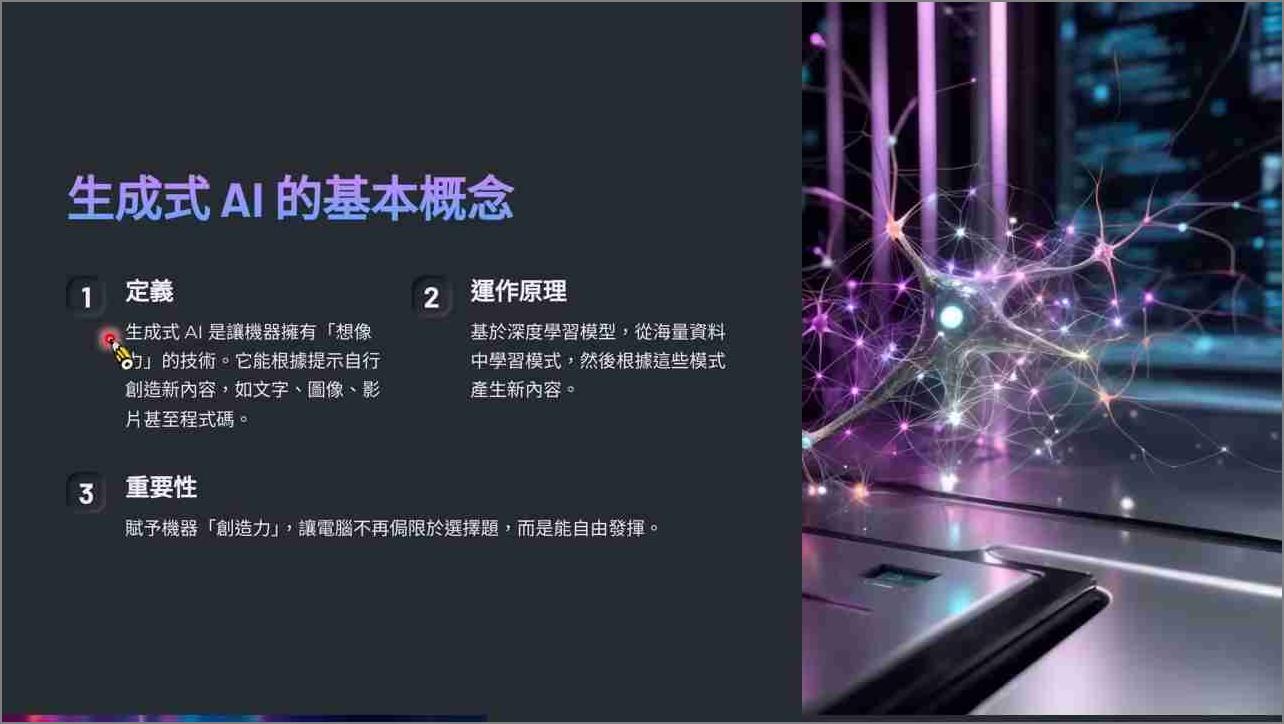 生成式 AI 的基本概念
1
定義
生成式 AI 是讓機器擁有「想像
力」的技術。它能根據提示自行
創造新內容，如文字、圖像、影
片甚至程式碼。
2
運作原理
基於深度學習模型，從海量資料
中學習模式，然後根據這些模式
產生新內容。
3
重要性
賦予機器「創造力」，讓電腦不再侷限於選擇題，而是能自由發揮。